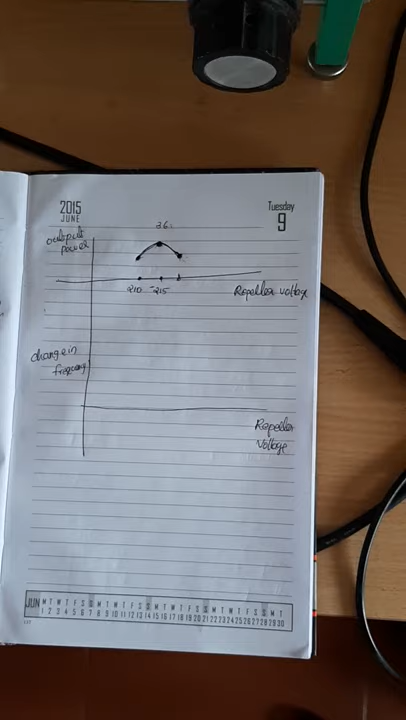 2015
JUNE
Tuesday
9
output
power
36
210 -215
Repeller voltage
change in
frequency
Repeller
voltage
JUN M T W T F S S M T W T F S S M T W T F S S M T W T F S S M T
1 2 3 4 5 6 7 8 9 10 11 12 13 14 15 16 17 18 19 20 21 22 23 24 25 26 27 28 29 30